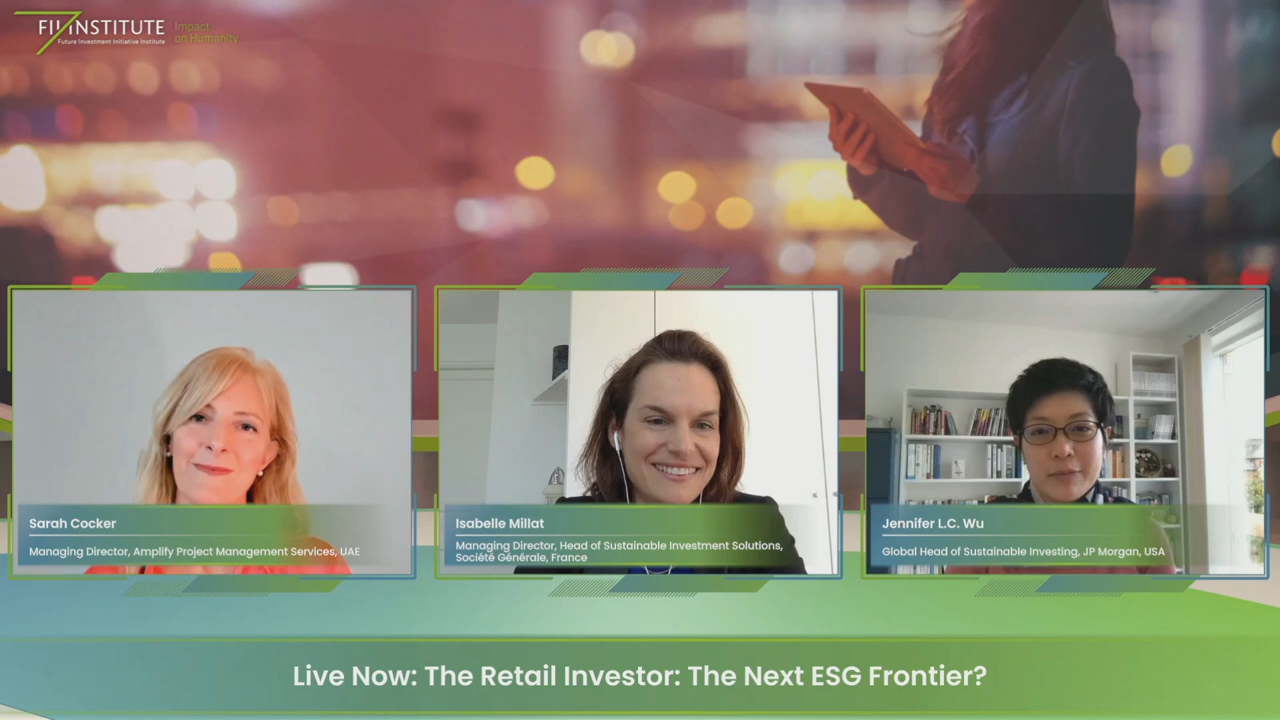 FII INSTITUTE
Future Investment Initiative Institute
Impact
on Humanity
Sarah Cocker
Managing Director, Amplify Project Management Services, UAE
Isabelle Millat
Managing Director, Head of Sustainable Investment Solutions,
Société Générale, France
Jennifer L.C. Wu
Global Head of Sustainable Investing, JP Morgan, USA
Live Now: The Retail Investor: The Next ESG Frontier?